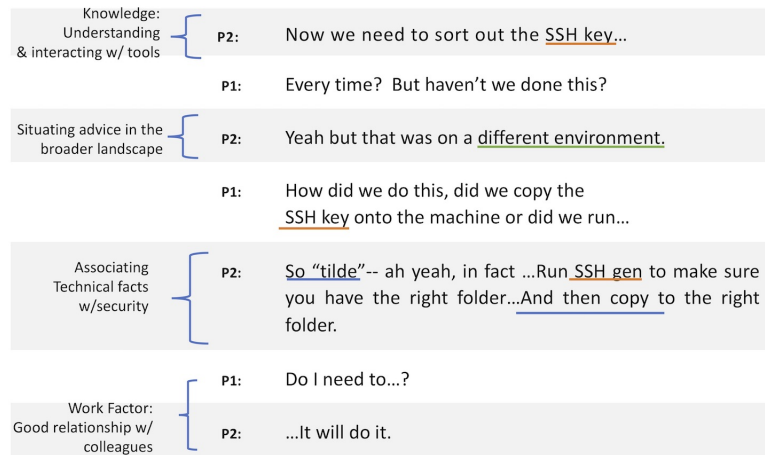 Knowledge:
Understanding
& interacting w/ tools
P2: Now we need to sort out the SSH key…
P1: Every time? But haven't we done this?
Situating advice in the
broader landscape
P2: Yeah but that was on a different environment.
P1: How did we do this, did we copy the
SSH key onto the machine or did we run…
Associating
Technical facts
w/security
P2: So “tilde”-- ah yeah, in fact …Run SSH gen to make sure
you have the right folder…And then copy to the right
folder.
P1: Do I need to…?
Work Factor:
Good relationship w/
colleagues
P2: …It will do it.